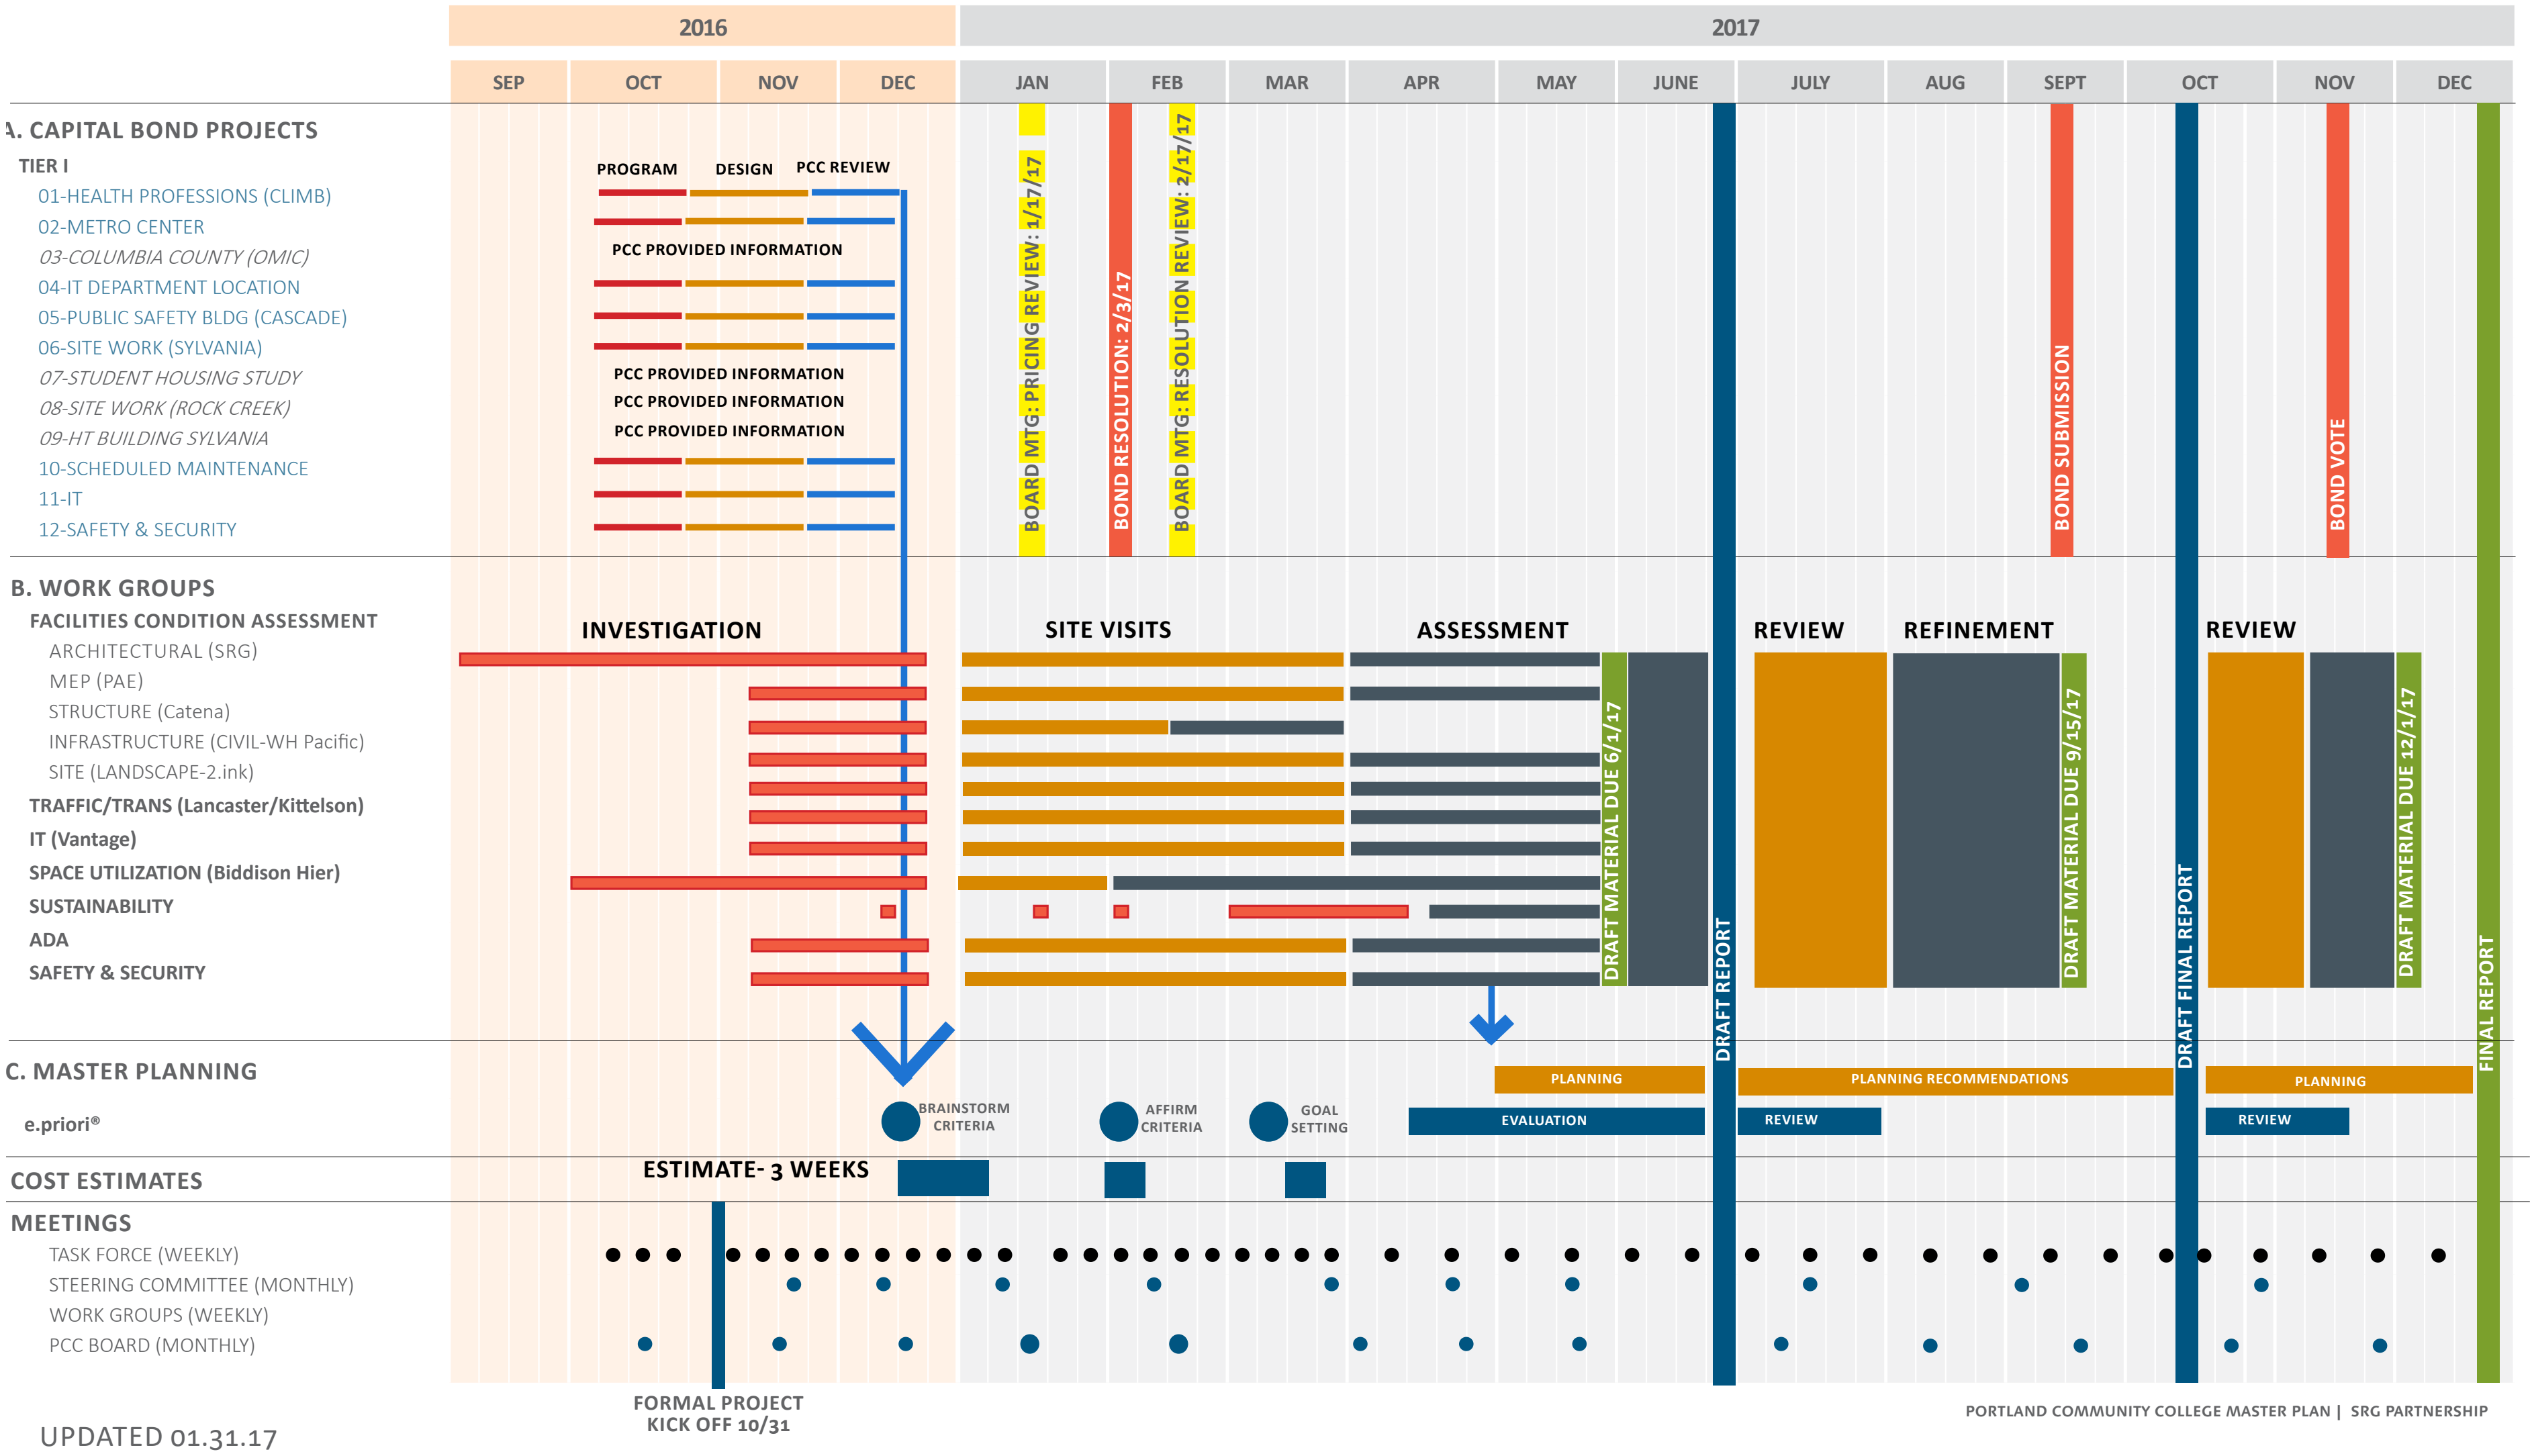 2016
2017
SEP OCT NOV DEC JAN FEB MAR APR MAY JUNE JULY AUG SEPT OCT NOV DEC
A. CAPITAL BOND PROJECTS
TIER I
PROGRAM DESIGN PCC REVIEW
01-HEALTH PROFESSIONS (CLIMB)
02-METRO CENTER
03-COLUMBIA COUNTY (OMIC)
PCC PROVIDED INFORMATION
04-IT DEPARTMENT LOCATION
05-PUBLIC SAFETY BLDG (CASCADE)
06-SITE WORK (SYLVANIA)
07-STUDENT HOUSING STUDY
PCC PROVIDED INFORMATION
08-SITE WORK (ROCK CREEK)
PCC PROVIDED INFORMATION
09-HT BUILDING SYLVANIA
PCC PROVIDED INFORMATION
10-SCHEDULED MAINTENANCE
11-IT
12-SAFETY & SECURITY
BOARD MTG: PRICING REVIEW: 1/17/17
BOND RESOLUTION: 2/3/17
BOARD MTG: RESOLUTION REVIEW: 2/17/17
BOND SUBMISSION
BOND VOTE
B. WORK GROUPS
FACILITIES CONDITION ASSESSMENT
INVESTIGATION
SITE VISITS
ASSESSMENT
REVIEW
REFINEMENT
REVIEW
ARCHITECTURAL (SRG)
MEP (PAE)
STRUCTURE (Catena)
INFRASTRUCTURE (CIVIL-WH Pacific)
SITE (LANDSCAPE-2.ink)
TRAFFIC/TRANS (Lancaster/Kittelson)
IT (Vantage)
SPACE UTILIZATION (Biddison Hier)
SUSTAINABILITY
ADA
SAFETY & SECURITY
DRAFT MATERIAL DUE 6/1/17
DRAFT REPORT
DRAFT MATERIAL DUE 9/15/17
DRAFT FINAL REPORT
DRAFT MATERIAL DUE 12/1/17
FINAL REPORT
C. MASTER PLANNING
PLANNING
PLANNING RECOMMENDATIONS
PLANNING
e.priori®
BRAINSTORM
CRITERIA
AFFIRM
CRITERIA
GOAL
SETTING
EVALUATION
REVIEW
REVIEW
COST ESTIMATES
ESTIMATE- 3 WEEKS
MEETINGS
TASK FORCE (WEEKLY)
STEERING COMMITTEE (MONTHLY)
WORK GROUPS (WEEKLY)
PCC BOARD (MONTHLY)
FORMAL PROJECT
KICK OFF 10/31
PORTLAND COMMUNITY COLLEGE MASTER PLAN | SRG PARTNERSHIP
UPDATED 01.31.17